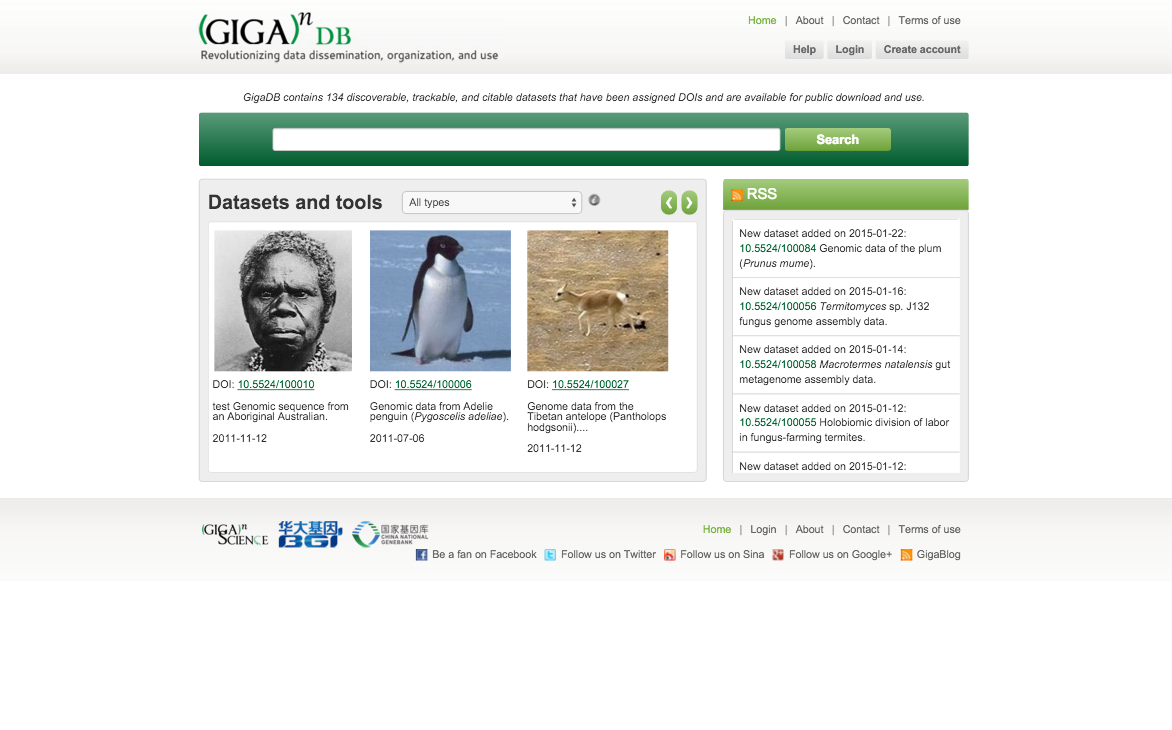 (GIGA)n DB
Revolutionizing data dissemination, organization, and use
Home | About | Contact | Terms of use
Help Login Create account
GigaDB contains 134 discoverable, trackable, and citable datasets that have been assigned DOIs and are available for public download and use.
Search
Datasets and tools
All types
DOI: 10.5524/100010
test Genomic sequence from
an Aboriginal Australian.
2011-11-12
DOI: 10.5524/100006
Genomic data from Adelie
penguin (Pygoscelis adeliae).
2011-07-06
DOI: 10.5524/100027
Genome data from the
Tibetan antelope (Pantholops
hodgsonii)....
2011-11-12
RSS
New dataset added on 2015-01-22:
10.5524/100084 Genomic data of the plum
(Prunus mume).
New dataset added on 2015-01-16:
10.5524/100056 Termitomyces sp. J132
fungus genome assembly data.
New dataset added on 2015-01-14:
10.5524/100058 Macrotermes natalensis gut
metagenome assembly data.
New dataset added on 2015-01-12:
10.5524/100055 Holobiomic division of labor
in fungus-farming termites.
New dataset added on 2015-01-12:
(GIGA)n
SCIENCE
华大基因
BGI
国家基因库
CHINA NATIONAL
GENEBANK
Home | Login | About | Contact | Terms of use
Be a fan on Facebook Follow us on Twitter Follow us on Sina Follow us on Google+ GigaBlog